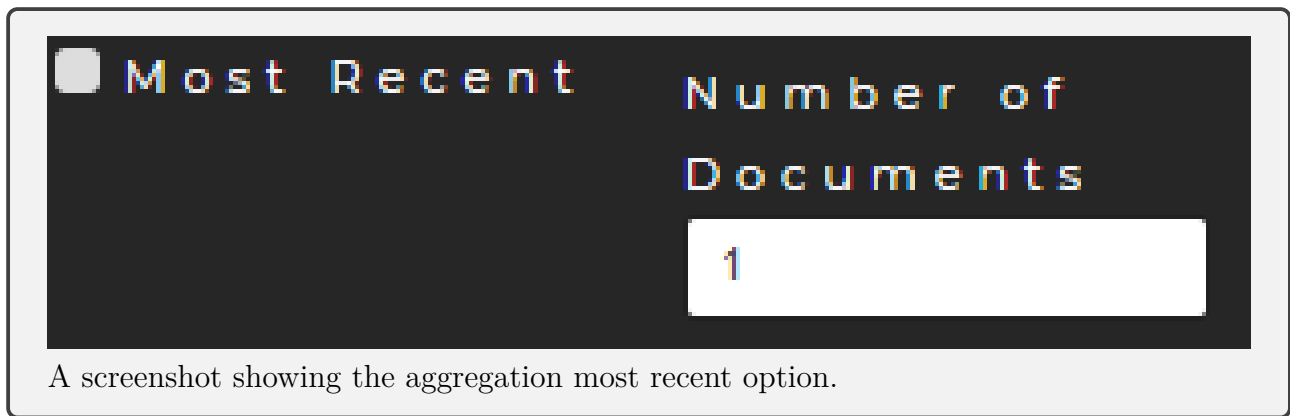 Most Recent
Number of
Documents
1
A screenshot showing the aggregation most recent option.